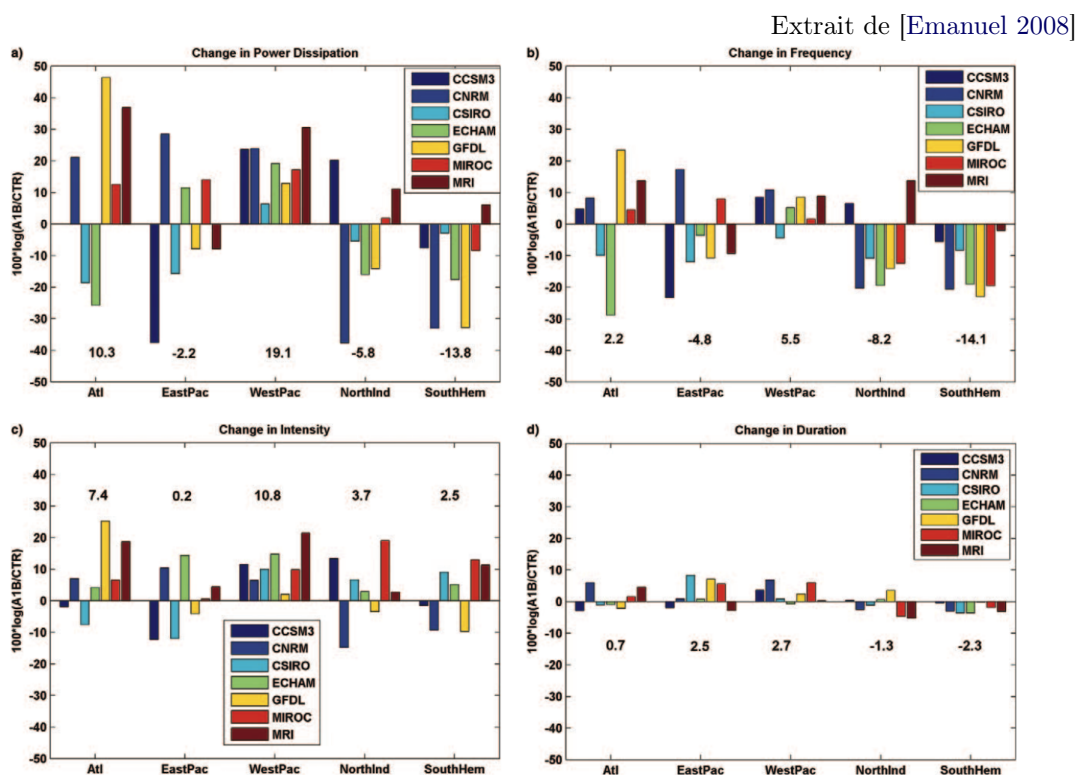 Extrait de [Emanuel 2008]
a)
Change in Power Dissipation
100*log(A1B/CTR)
50
40
30
20
10
0
-10
-20
-30
-40
-50
CCSM3
CNRM
CSIRO
ECHAM
GFDL
MIROC
MRI
10.3 -2.2 19.1 -5.8 -13.8
Atl EastPac WestPac NorthInd SouthHem
b)
Change in Frequency
100*log(A1B/CTR)
50
40
30
20
10
0
-10
-20
-30
-40
-50
CCSM3
CNRM
CSIRO
ECHAM
GFDL
MIROC
MRI
2.2 -4.8 5.5 -8.2 -14.1
Atl EastPac WestPac NorthInd SouthHem
c)
Change in Intensity
100*log(A1B/CTR)
50
40
30
20
10
0
-10
-20
-30
-40
-50
7.4 0.2 10.8 3.7 2.5
CCSM3
CNRM
CSIRO
ECHAM
GFDL
MIROC
MRI
Atl EastPac WestPac NorthInd SouthHem
d)
Change in Duration
100*log(A1B/CTR)
50
40
30
20
10
0
-10
-20
-30
-40
-50
CCSM3
CNRM
CSIRO
ECHAM
GFDL
MIROC
MRI
0.7 2.5 2.7 -1.3 -2.3
Atl EastPac WestPac NorthInd SouthHem